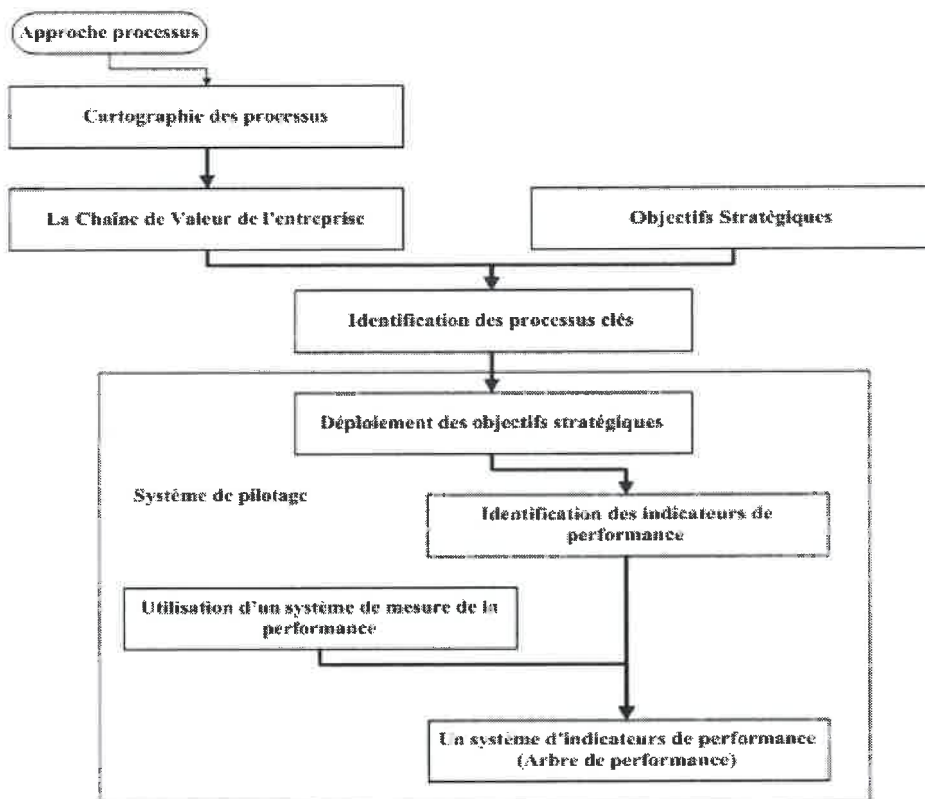 Approche processus
Cartographie des processus
La Chaîne de Valeur de l'entreprise
Objectifs Stratégiques
Identification des processus clés
Déploiement des objectifs stratégiques
Système de pilotage
Identification des indicateurs de
performance
Utilisation d'un système de mesure de la
performance
Un système d'indicateurs de performance
(Arbre de performance)